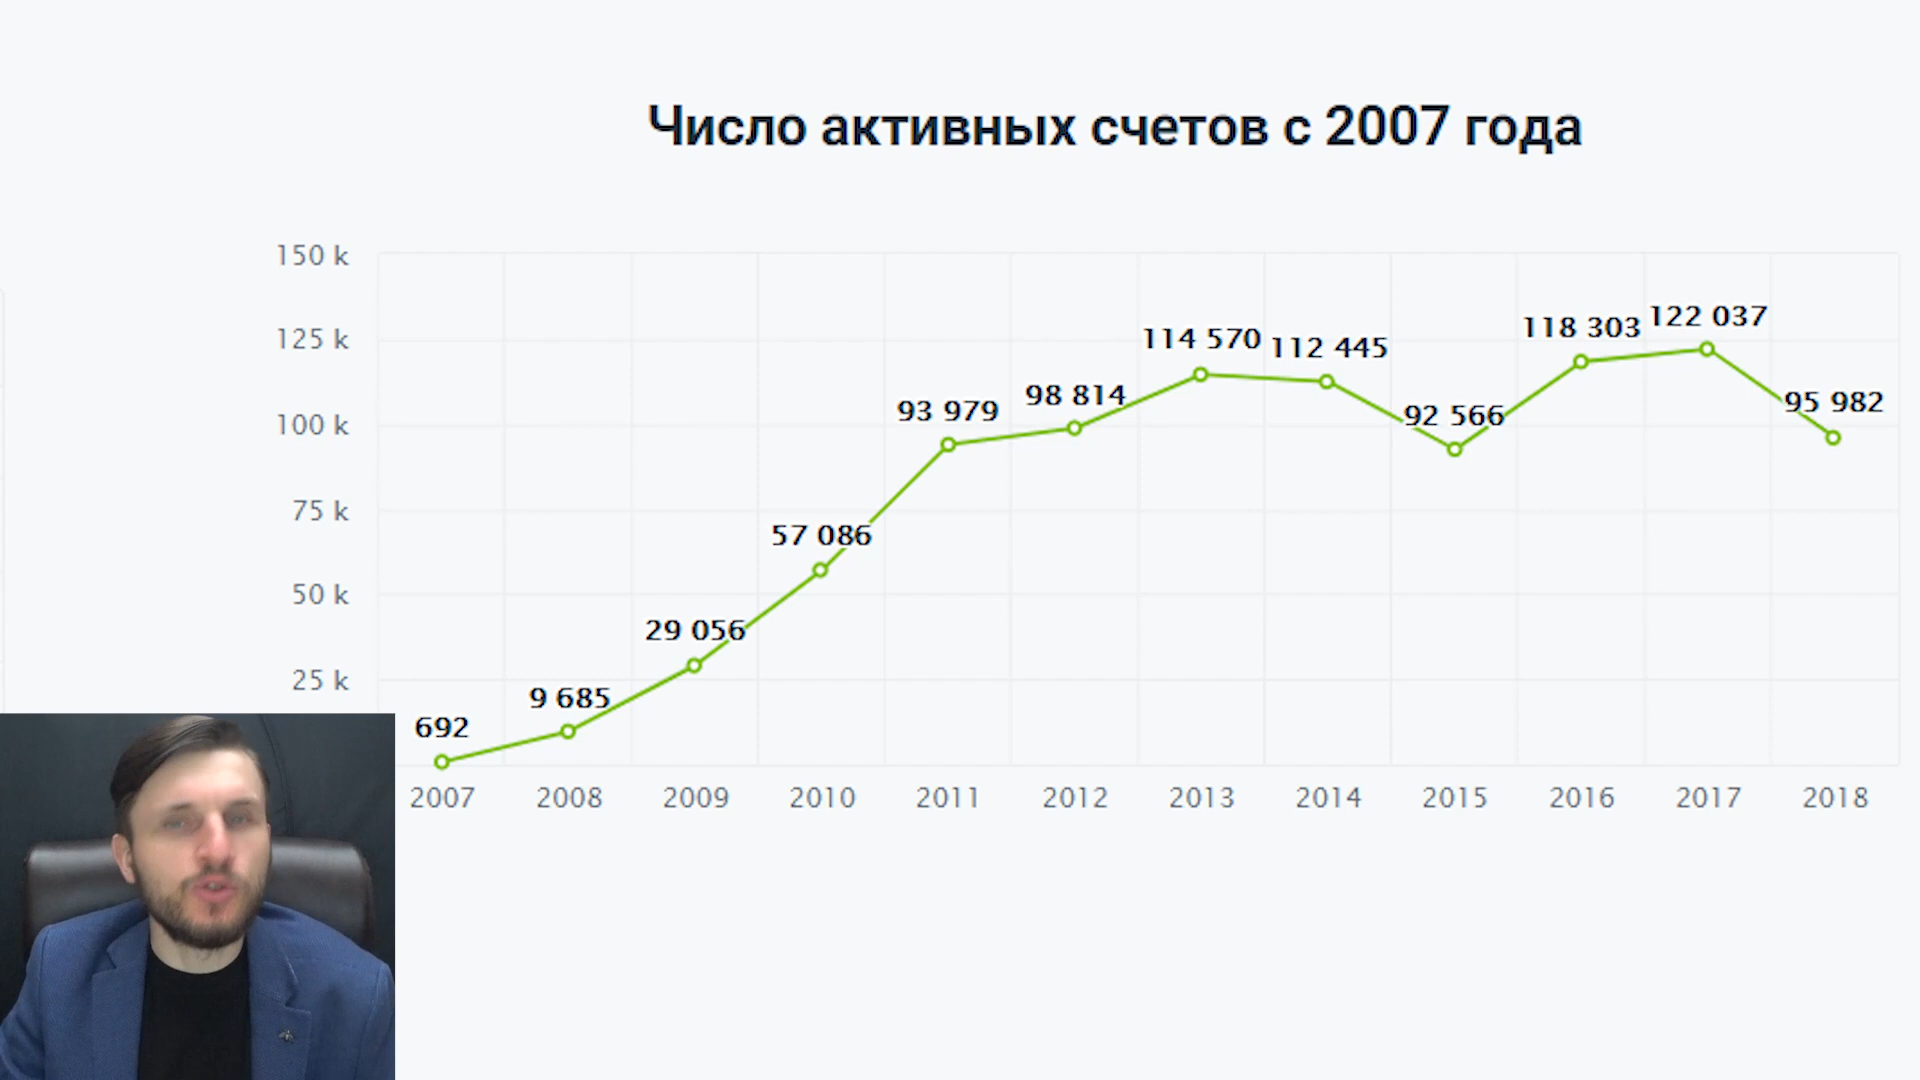 Число активных счетов с 2007 года
150 k
125 k
100 k
75 k
50 k
25 k
692
9 685
29 056
57 086
93 979
98 814
114 570
112 445
92 566
118 303
122 037
95 982
2007 2008 2009 2010 2011 2012 2013 2014 2015 2016 2017 2018